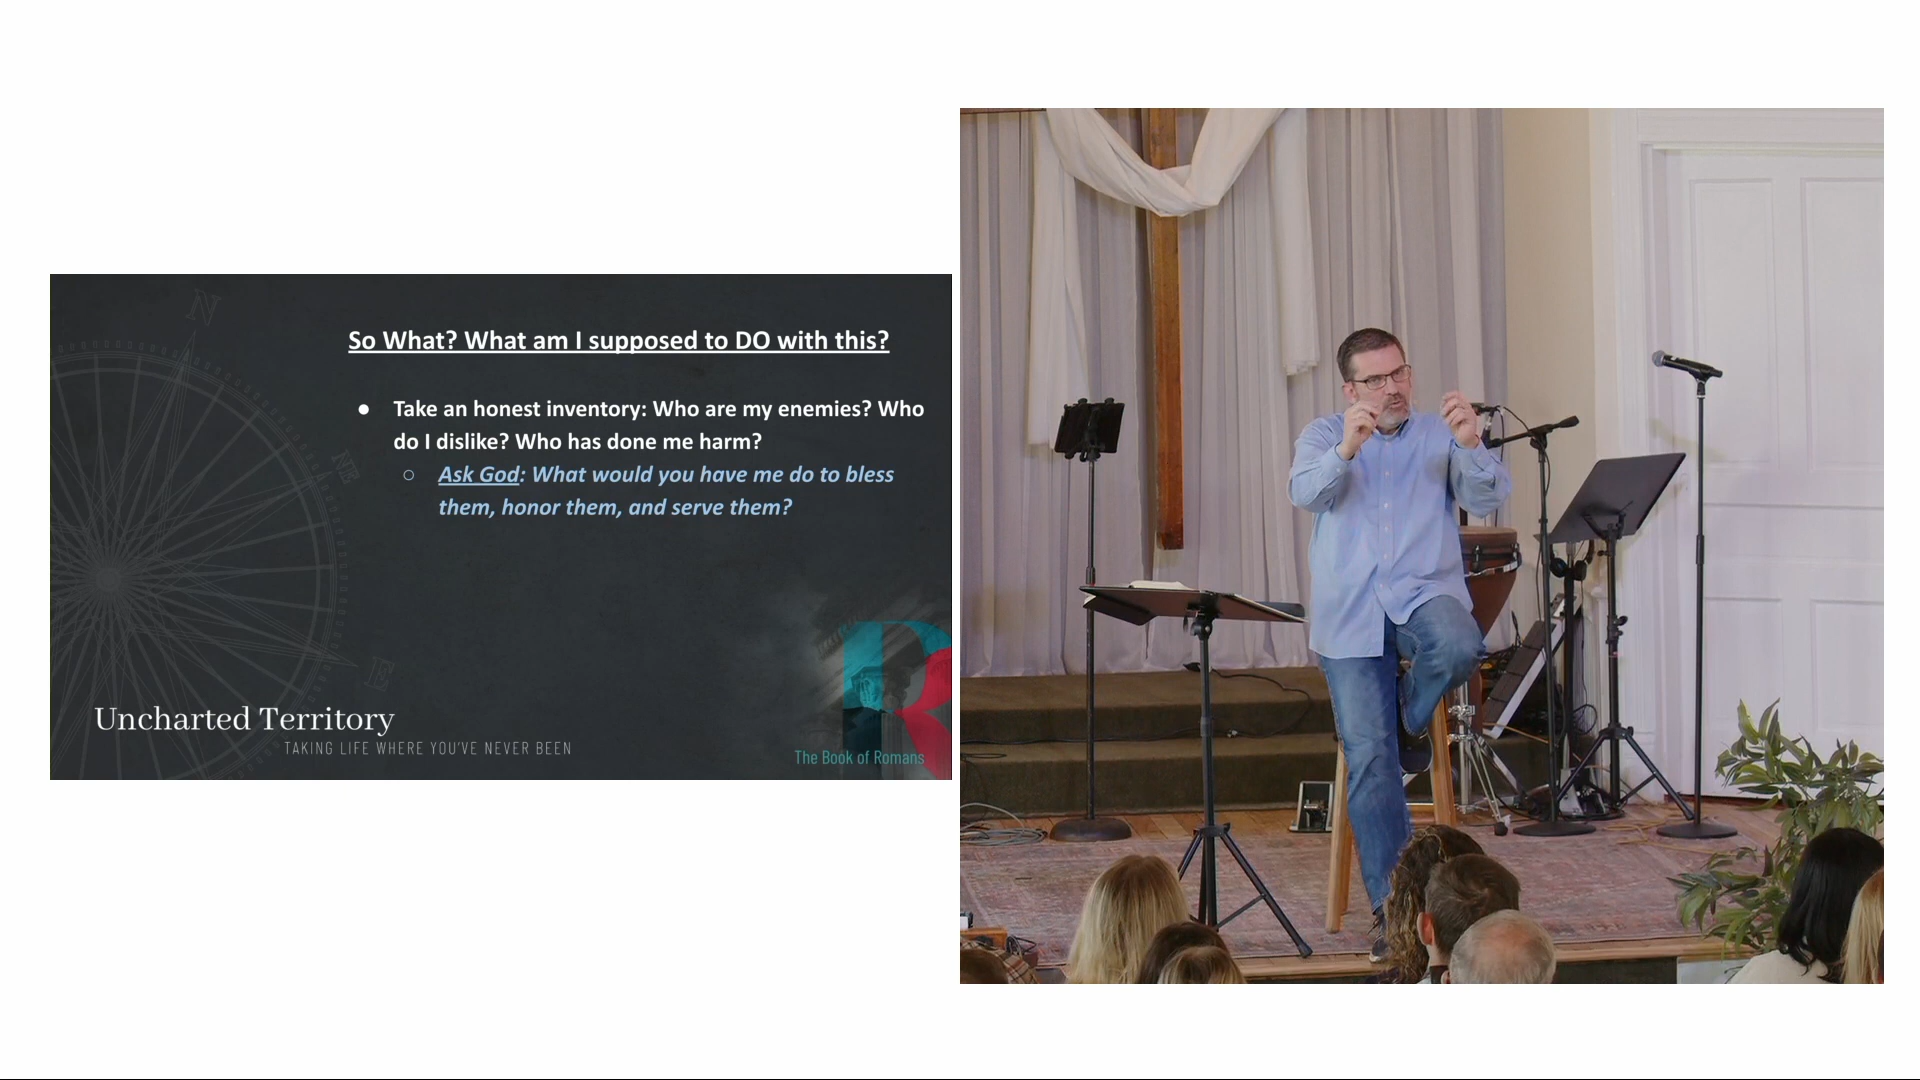 So What? What am I supposed to DO with this?
● Take an honest inventory: Who are my enemies? Who
do I dislike? Who has done me harm?
○ Ask God: What would you have me do to bless
them, honor them, and serve them?
N
NE
E
Uncharted Territory
TAKING LIFE WHERE YOU'VE NEVER BEEN
R
The Book of Romans